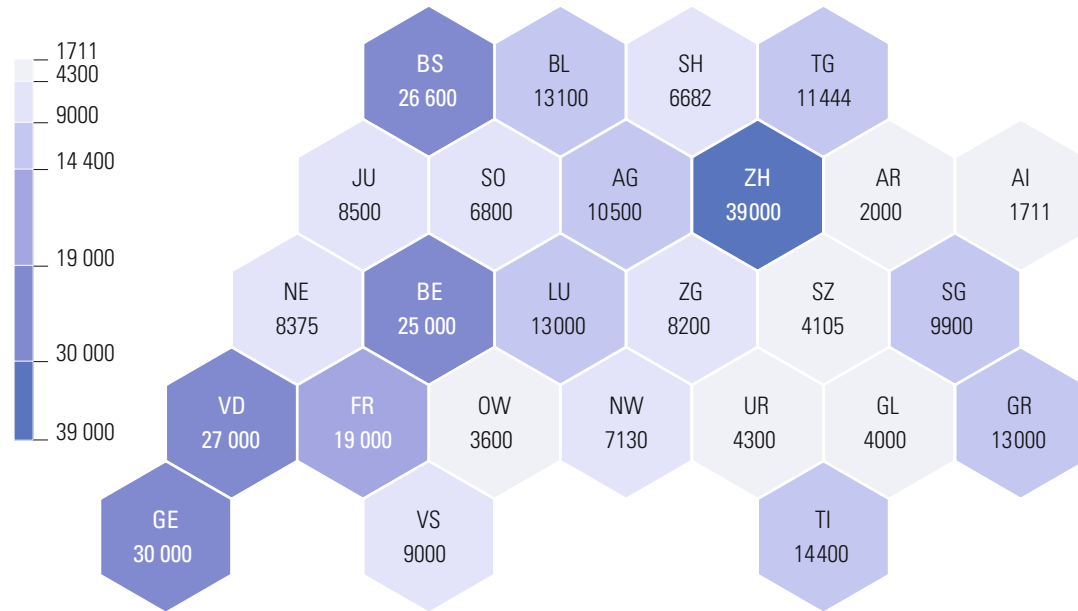 1711
4300
9000
14 400
19 000
30 000
39 000
BS
26 600
BL
13100
SH
6682
TG
11444
JU
8500
SO
6800
AG
10500
ZH
39000
AR
2000
AI
1711
NE
8375
BE
25 000
LU
13000
ZG
8200
SZ
4105
SG
9900
VD
27 000
FR
19 000
OW
3600
NW
7130
UR
4300
GL
4000
GR
13000
GE
30 000
VS
9000
TI
14400